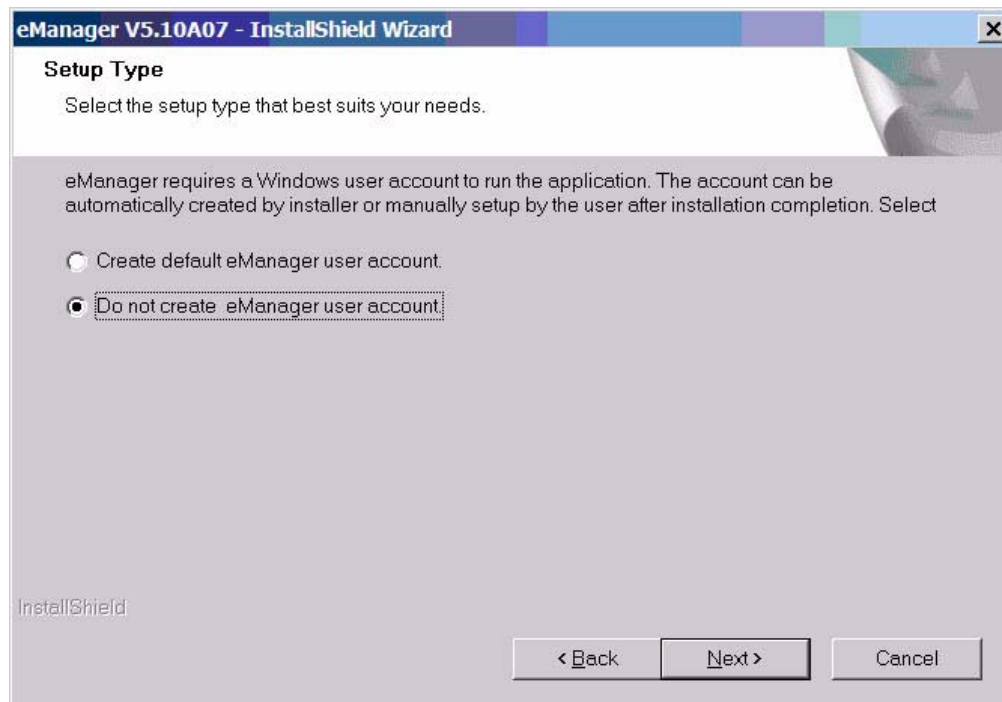 eManager V5.10A07 - InstallShield Wizard
Setup Type
Select the setup type that best suits your needs.
eManager requires a Windows user account to run the application. The account can be
automatically created by installer or manually setup by the user after installation completion. Select
Create default eManager user account.
Do not create  eManager user account.
InstallShield
< Back
Next >
Cancel